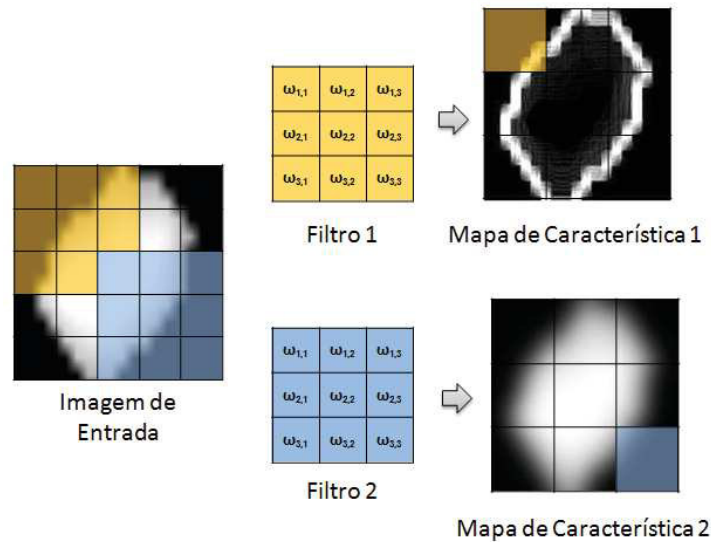 ω1,1 ω1,2 ω1,3
ω2,1 ω2,2 ω2,3
ω3,1 ω3,2 ω3,3
Filtro 1
Mapa de Característica 1
Imagem de
Entrada
ω1,1 ω1,2 ω1,3
ω2,1 ω2,2 ω2,3
ω3,1 ω3,2 ω3,3
Filtro 2
Mapa de Característica 2